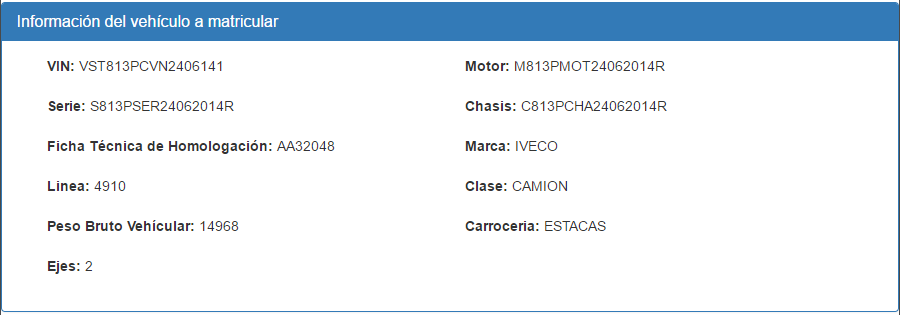 Información del vehículo a matricular
VIN: VST813PCVN2406141
Motor: M813PMOT24062014R
Serie: S813PSER24062014R
Chasis: C813PCHA24062014R
Ficha Técnica de Homologación: AA32048
Marca: IVECO
Linea: 4910
Clase: CAMION
Peso Bruto Vehícular: 14968
Carroceria: ESTACAS
Ejes: 2